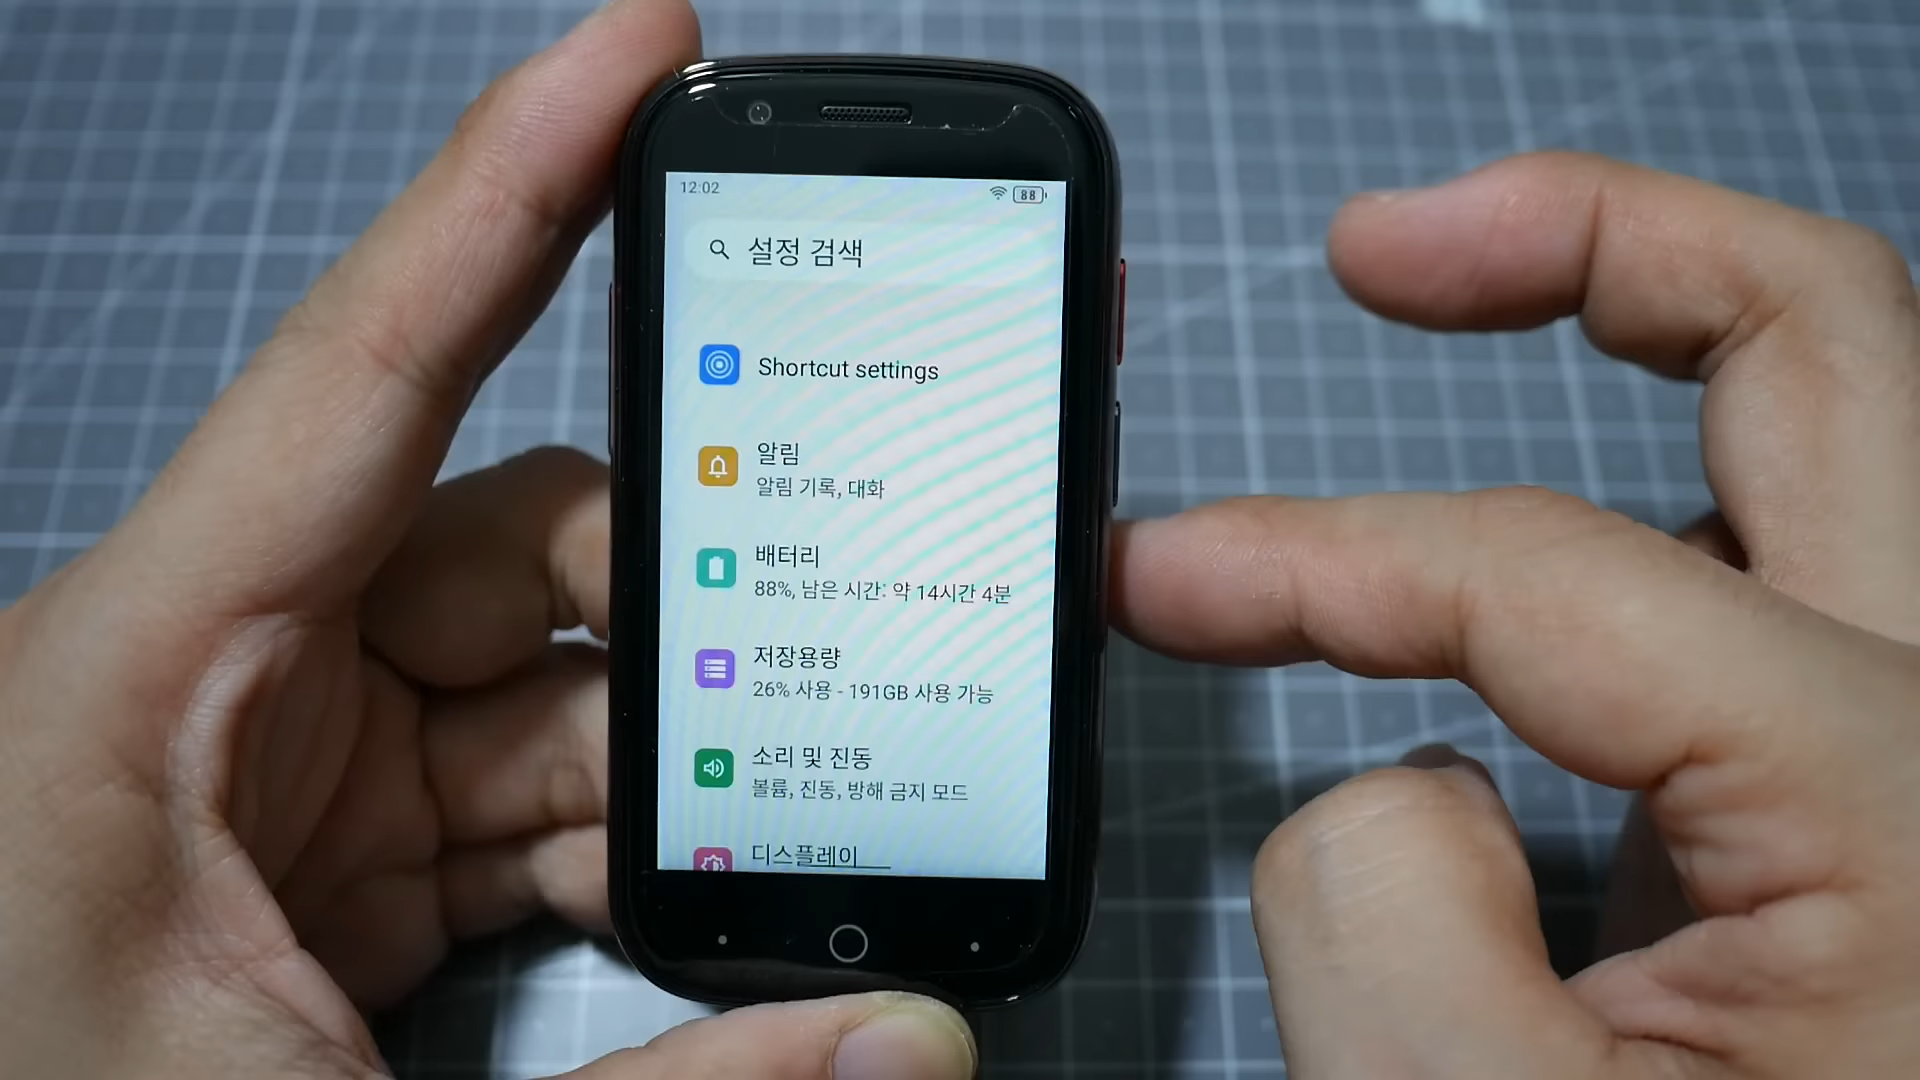 12:02
88
설정 검색
Shortcut settings
알림
알림 기록, 대화
배터리
88%, 남은 시간: 약 14시간 4분
저장용량
26% 사용 - 191GB 사용 가능
소리 및 진동
볼륨, 진동, 방해 금지 모드
디스플레이